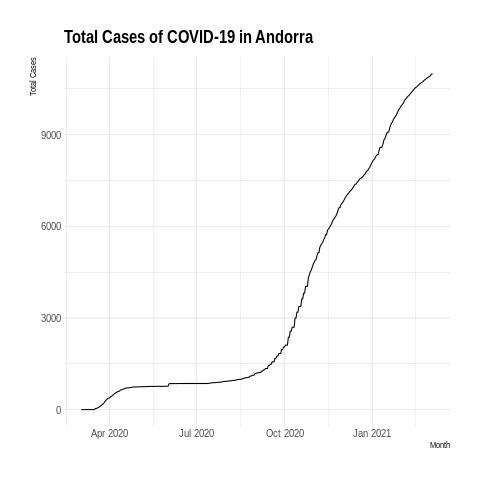 Total Cases of COVID-19 in Andorra
Total Cases
9000
6000
3000
0
Apr 2020
Jul 2020
Oct 2020
Jan 2021
Month